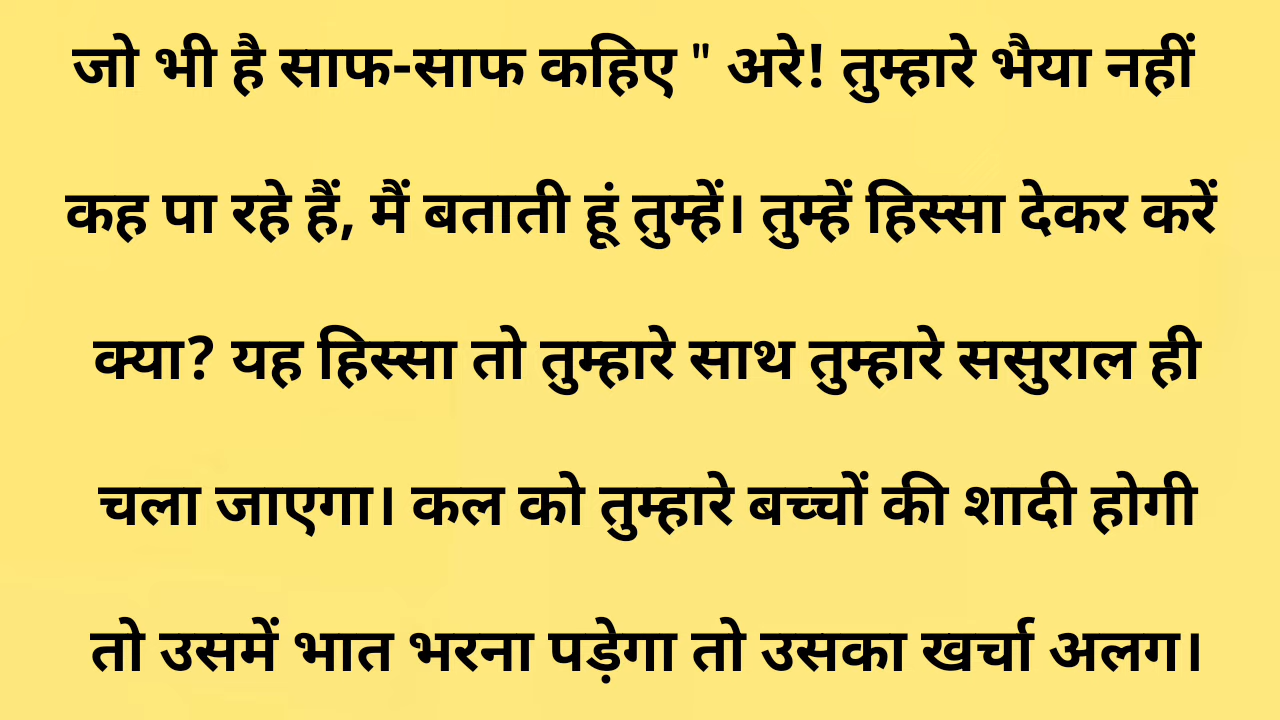 जो भी है साफ-साफ कहिए " अरे! तुम्हारे भैया नहीं
कह पा रहे हैं, मैं बताती हूं तुम्हें। तुम्हें हिस्सा देकर करें
क्या? यह हिस्सा तो तुम्हारे साथ तुम्हारे ससुराल ही
चला जाएगा। कल को तुम्हारे बच्चों की शादी होगी
तो उसमें भात भरना पड़ेगा तो उसका खर्चा अलग।